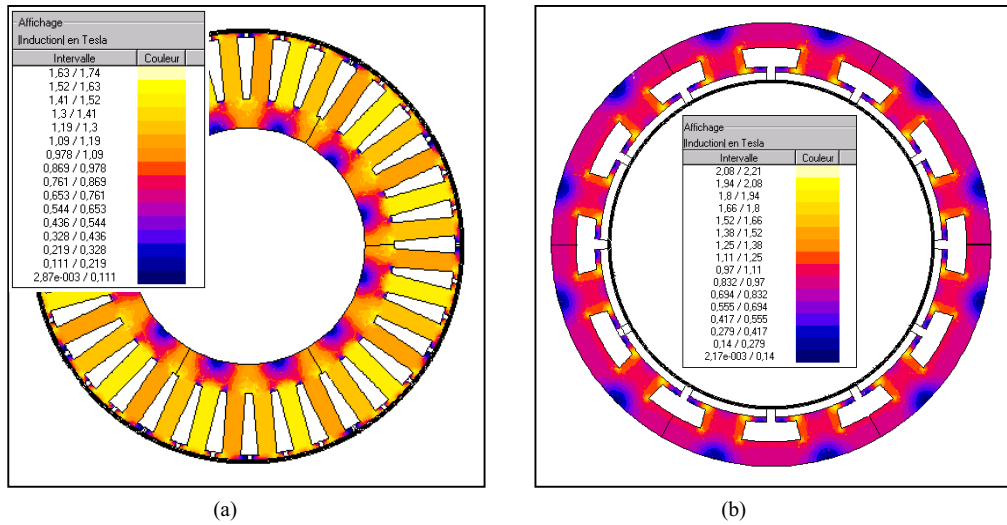 Affichage
|Induction| en Tesla
Intervalle Couleur
1,63 / 1,74
1,52 / 1,63
1,41 / 1,52
1,3 / 1,41
1,19 / 1,3
1,09 / 1,19
0,978 / 1,09
0,869 / 0,978
0,761 / 0,869
0,653 / 0,761
0,544 / 0,653
0,436 / 0,544
0,328 / 0,436
0,219 / 0,328
0,111 / 0,219
2,87e-003 / 0,111
(a)
Affichage
|Induction| en Tesla
Intervalle Couleur
2,08 / 2,21
1,94 / 2,08
1,8 / 1,94
1,66 / 1,8
1,52 / 1,66
1,38 / 1,52
1,25 / 1,38
1,11 / 1,25
0,97 / 1,11
0,832 / 0,97
0,694 / 0,832
0,555 / 0,694
0,417 / 0,555
0,279 / 0,417
0,14 / 0,279
2,17e-003 / 0,14
(b)